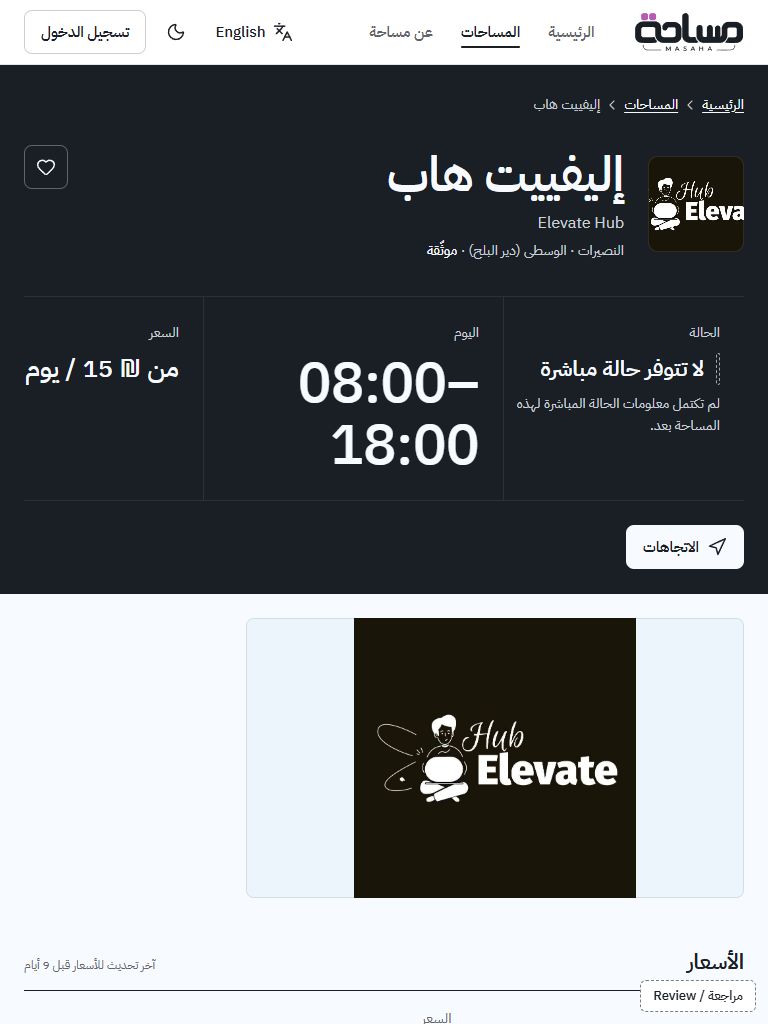 مساحة
MASAHA
الرئيسية
المساحات
عن مساحة
English
تسجيل الدخول
الرئيسية > المساحات > إليفييت هاب
Hub
Eleva
إليفييت هاب
Elevate Hub
النصيرات · الوسطى (دير البلح) · موثّقة
الحالة
لا تتوفر حالة مباشرة
لم تكتمل معلومات الحالة المباشرة لهذه
المساحة بعد.
اليوم
08:00–
18:00
السعر
من ₪ 15 / يوم
الاتجاهات
Hub
Elevate
الأسعار
آخر تحديث للأسعار قبل 9 أيام
مراجعة / Review
السعر